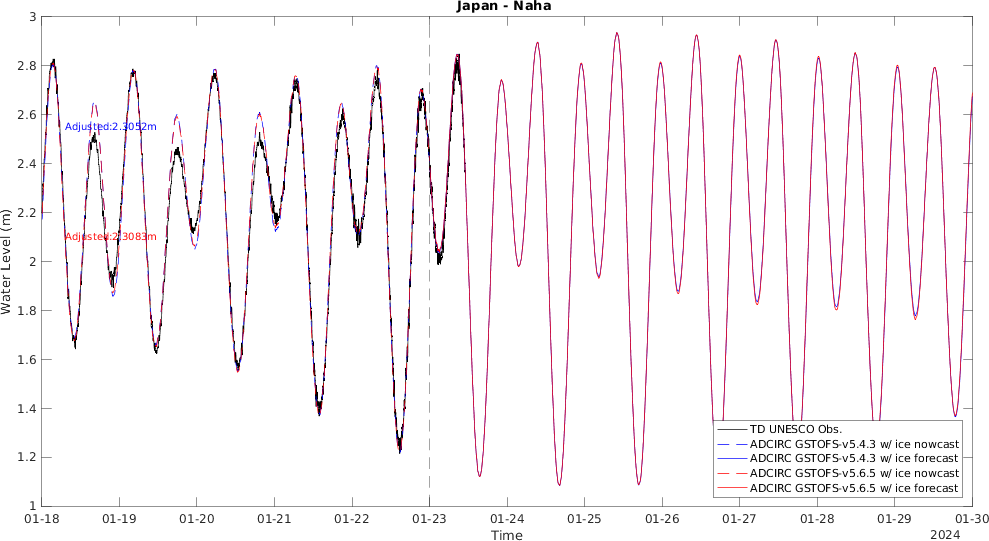 Japan - Naha
3
2.8
2.6
2.4
2.2
2
1.8
1.6
1.4
1.2
1
Water Level (m)
Adjusted:2.3052m
Adjusted:2.3083m
TD UNESCO Obs.
ADCIRC GSTOFS-v5.4.3 w/ ice nowcast
ADCIRC GSTOFS-v5.4.3 w/ ice forecast
ADCIRC GSTOFS-v5.6.5 w/ ice nowcast
ADCIRC GSTOFS-v5.6.5 w/ ice forecast
01-18 01-19 01-20 01-21 01-22 01-23 01-24 01-25 01-26 01-27 01-28 01-29 01-30
Time
2024